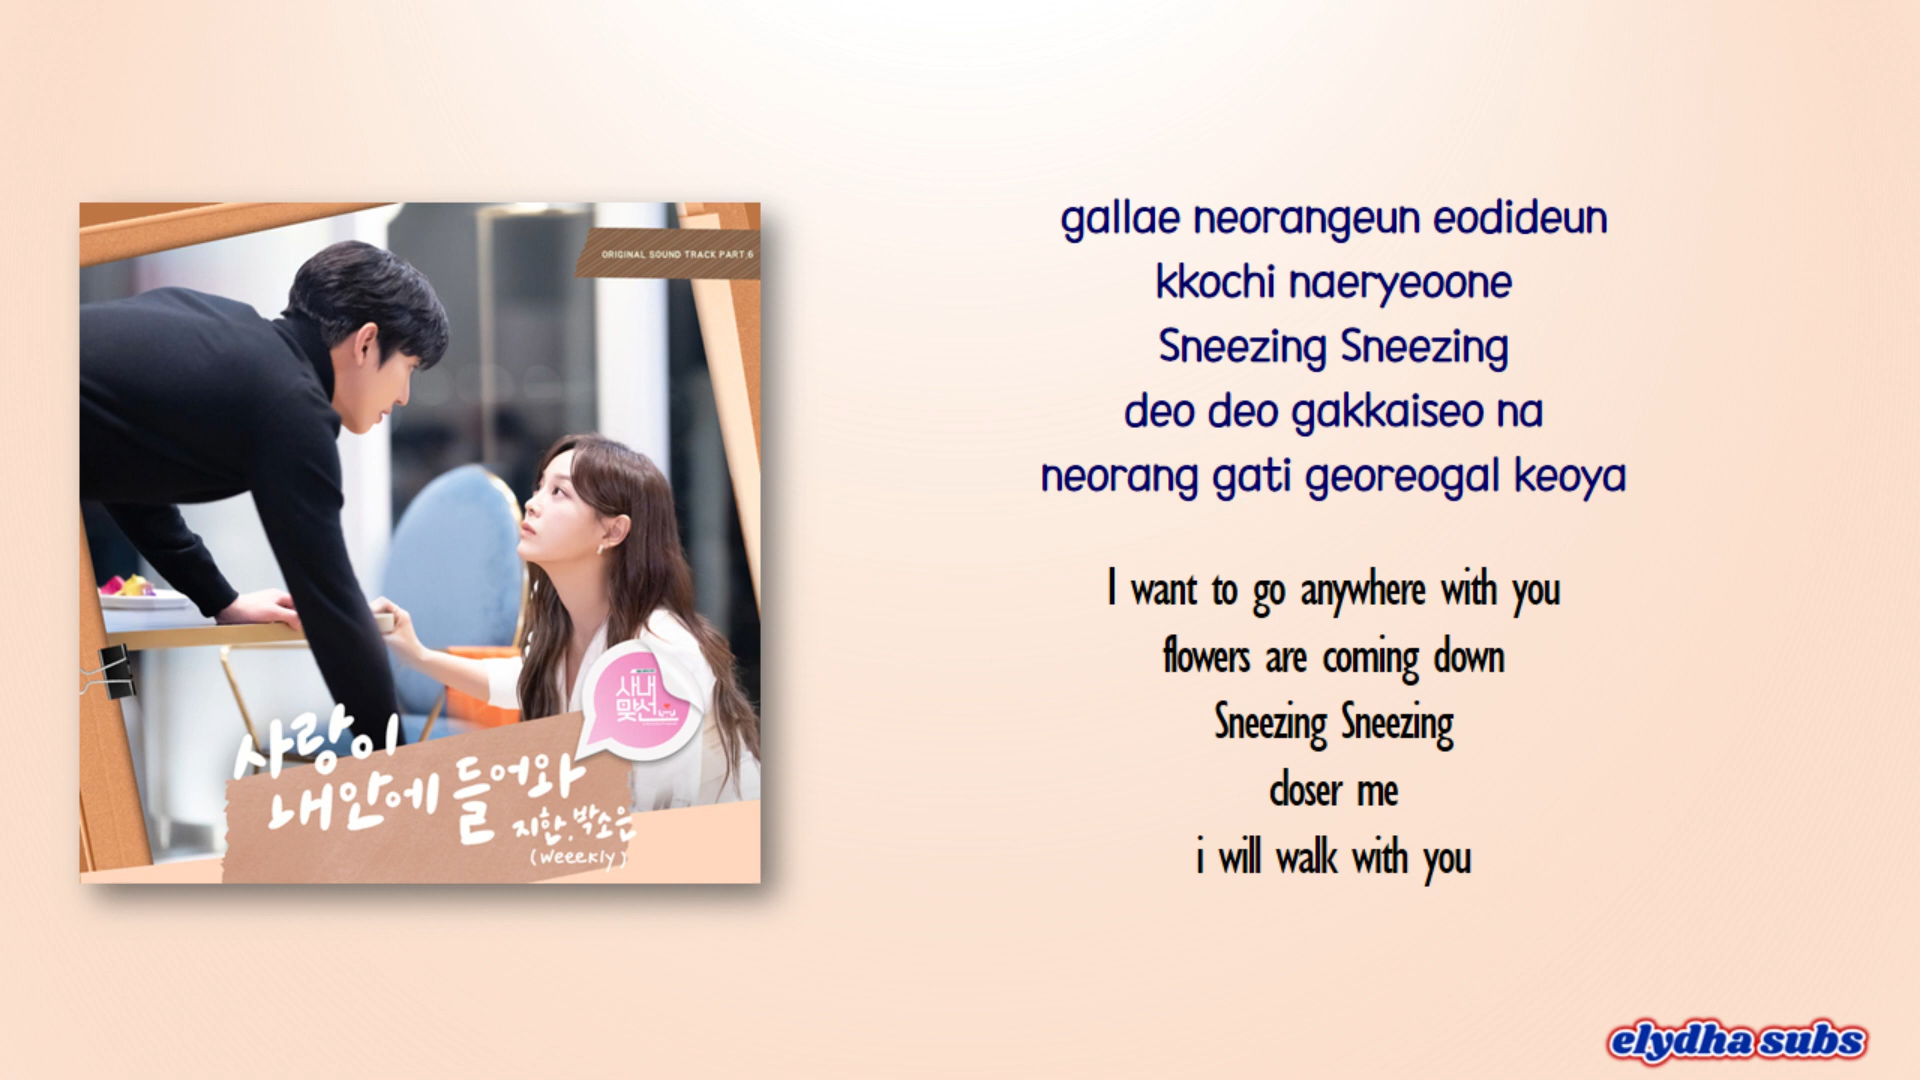 ORIGINAL SOUND TRACK PART.6
사내
맞선
사랑이
내 안에 들어와
지한, 박소은
(Weeekly)
gallae neorangeun eodideun
kkochi naeryeoone
Sneezing Sneezing
deo deo gakkaiseo na
neorang gati georeogal keoya
I want to go anywhere with you
flowers are coming down
Sneezing Sneezing
closer me
i will walk with you
elydha subs